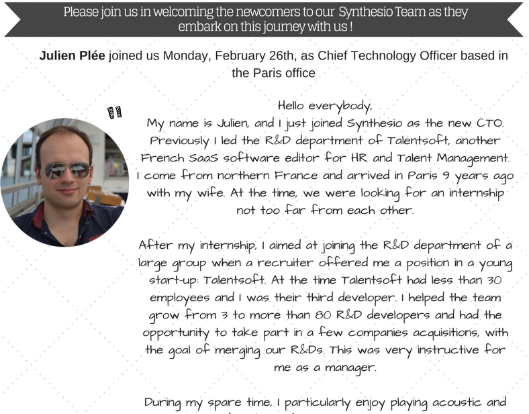 Please join us in welcoming the newcomers to our Synthesio Team as they
embark on this journey with us !
Julien Plée joined us Monday, February 26th, as Chief Technology Officer based in
the Paris office
"
Hello everybody,
My name is Julien, and I just joined Synthesio as the new CTO.
Previously I led the R&D department of Talentsoft, another
French SaaS software editor for HR and Talent Management.
I come from northern France and arrived in Paris 9 years ago
with my wife. At the time, we were looking for an internship
not too far from each other.
After my internship, I aimed at joining the R&D department of a
large group when a recruiter offered me a position in a young
start-up: Talentsoft. At the time Talentsoft had less than 30
employees and I was their third developer. I helped the team
grow from 3 to more than 80 R&D developers and had the
opportunity to take part in a few companies acquisitions, with
the goal of merging our R&Ds. This was very instructive for
me as a manager.
During my spare time, I particularly enjoy playing acoustic and